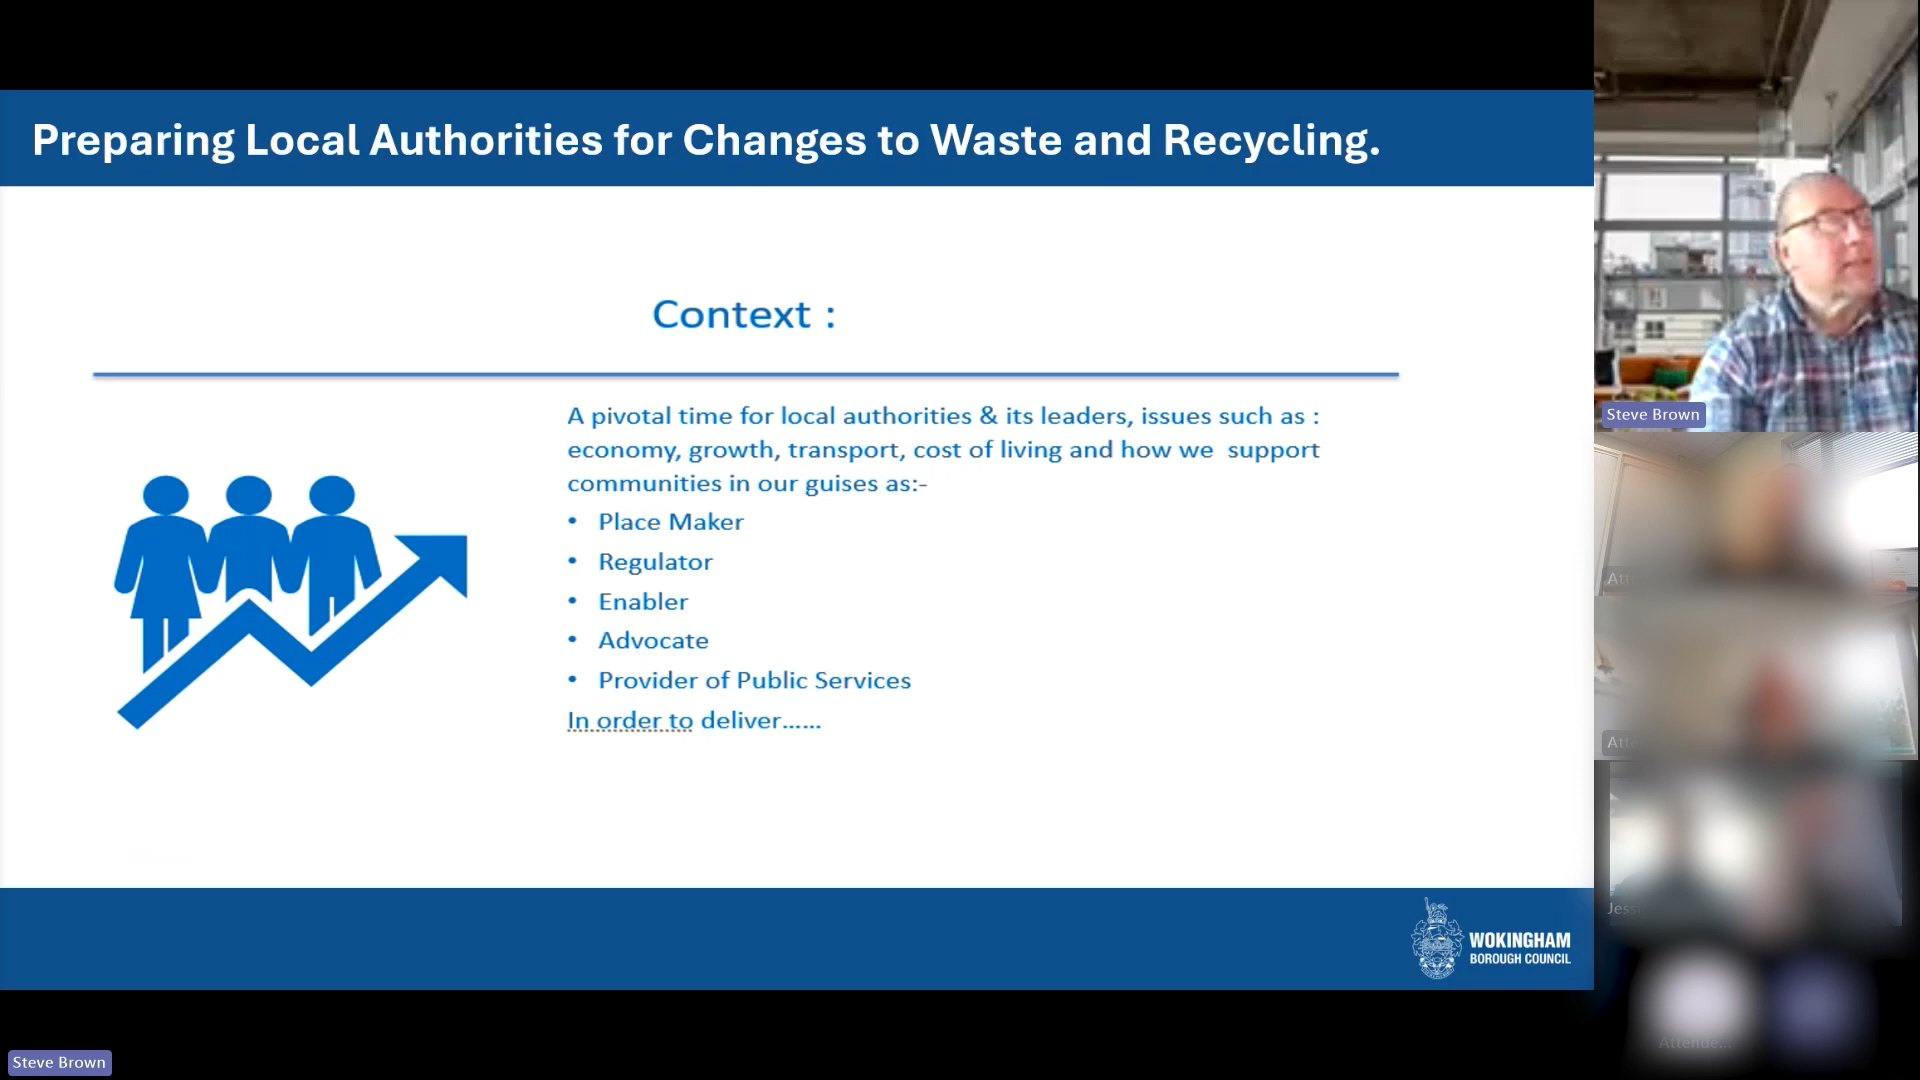 Preparing Local Authorities for Changes to Waste and Recycling.
Context :
A pivotal time for local authorities & its leaders, issues such as :
economy, growth, transport, cost of living and how we support
communities in our guises as:-
• Place Maker
• Regulator
• Enabler
• Advocate
• Provider of Public Services
In order to deliver......
WOKINGHAM
BOROUGH COUNCIL
Steve Brown
Steve Brown